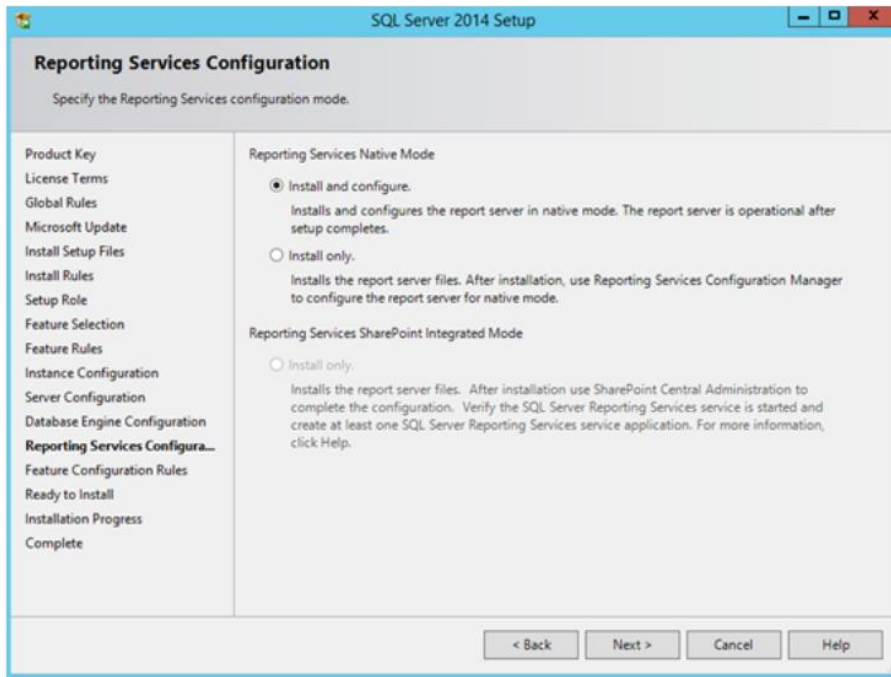 SQL Server 2014 Setup
Reporting Services Configuration
Specify the Reporting Services configuration mode.
Product Key
License Terms
Global Rules
Microsoft Update
Install Setup Files
Install Rules
Setup Role
Feature Selection
Feature Rules
Instance Configuration
Server Configuration
Database Engine Configuration
Reporting Services Configura...
Feature Configuration Rules
Ready to Install
Installation Progress
Complete
Reporting Services Native Mode
Install and configure.
Installs and configures the report server in native mode. The report server is operational after
setup completes.
Install only.
Installs the report server files. After installation, use Reporting Services Configuration Manager
to configure the report server for native mode.
Reporting Services SharePoint Integrated Mode
Install only.
Installs the report server files. After installation use SharePoint Central Administration to
complete the configuration. Verify the SQL Server Reporting Services service is started and
create at least one SQL Server Reporting Services service application. For more information,
click Help.
< Back
Next >
Cancel
Help